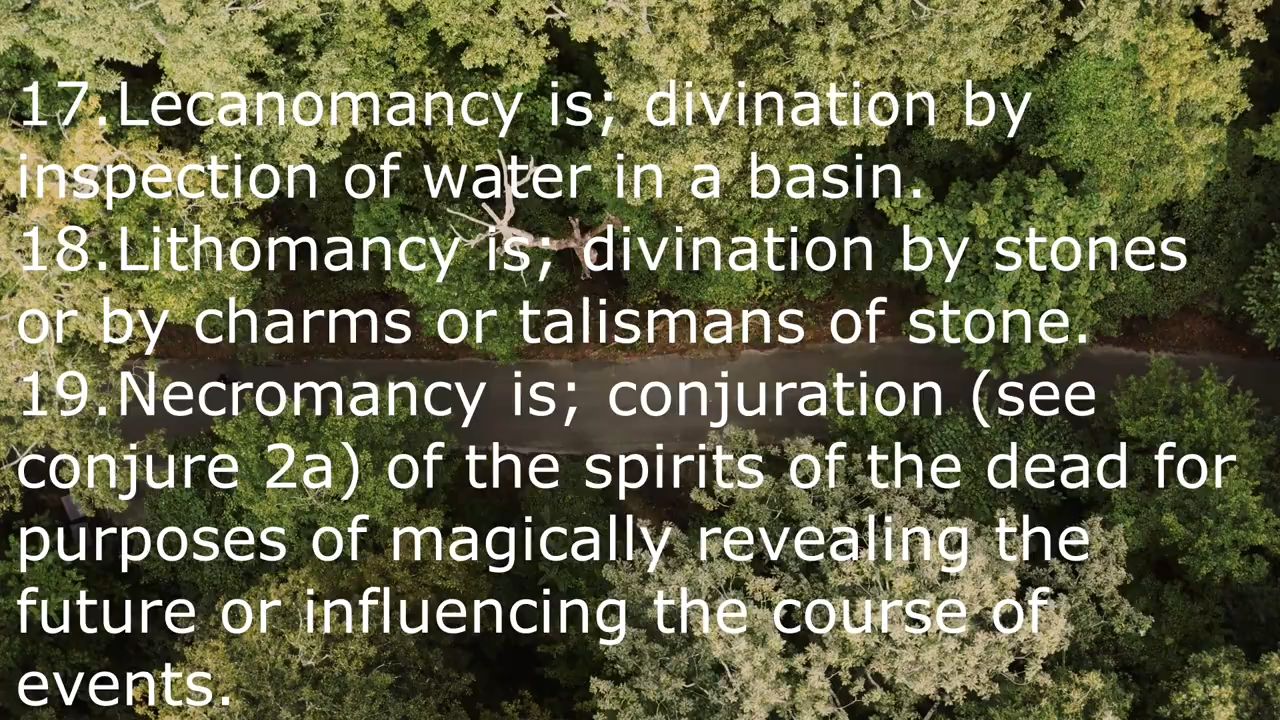 17.Lecanomancy is; divination by
inspection of water in a basin.
18.Lithomancy is; divination by stones
or by charms or talismans of stone.
19.Necromancy is; conjuration (see
conjure 2a) of the spirits of the dead for
purposes of magically revealing the
future or influencing the course of
events.